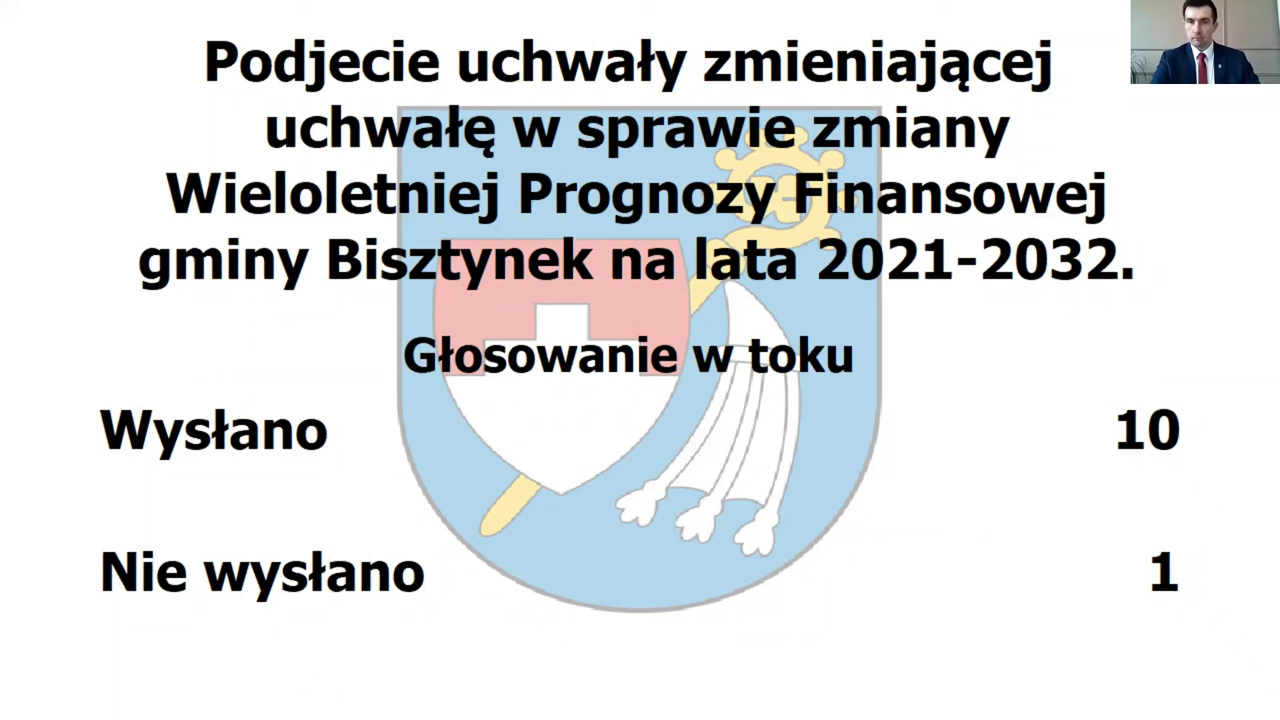 Podjecie uchwały zmieniającej
uchwałę w sprawie zmiany
Wieloletniej Prognozy Finansowej
gminy Bisztynek na lata 2021-2032.
Głosowanie w toku
Wysłano 10
Nie wysłano 1